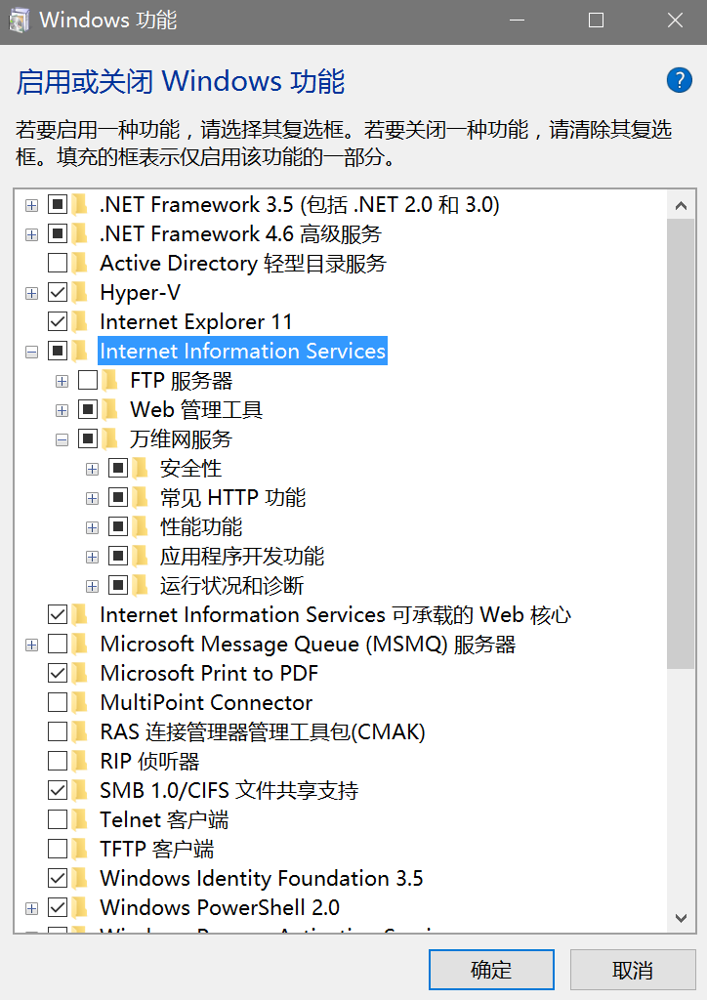 Windows 功能
启用或关闭 Windows 功能
?
若要启用一种功能，请选择其复选框。若要关闭一种功能，请清除其复选
框。填充的框表示仅启用该功能的一部分。
.NET Framework 3.5 (包括 .NET 2.0 和 3.0)
.NET Framework 4.6 高级服务
Active Directory 轻型目录服务
Hyper-V
Internet Explorer 11
Internet Information Services
FTP 服务器
Web 管理工具
万维网服务
安全性
常见 HTTP 功能
性能功能
应用程序开发功能
运行状况和诊断
Internet Information Services 可承载的 Web 核心
Microsoft Message Queue (MSMQ) 服务器
Microsoft Print to PDF
MultiPoint Connector
RAS 连接管理器管理工具包(CMAK)
RIP 侦听器
SMB 1.0/CIFS 文件共享支持
Telnet 客户端
TFTP 客户端
Windows Identity Foundation 3.5
Windows PowerShell 2.0
确定
取消